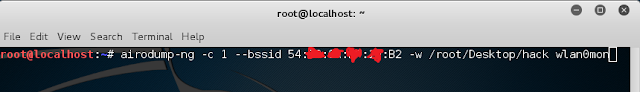 root@localhost: ~
File Edit View Search Terminal Help
root@localhost:~# airodump-ng -c 1 --bssid 54: :B2 -w /root/Desktop/hack wlan0mon